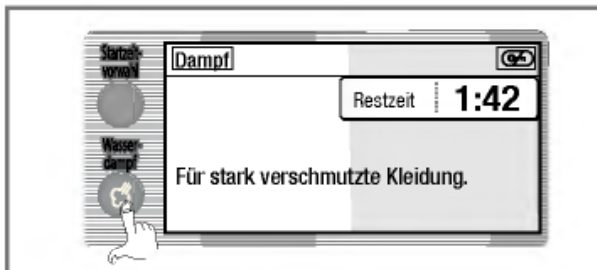 Startzeit-
vorwahl
Dampf
Restzeit 1:42
Wasser-
dampf
Für stark verschmutzte Kleidung.